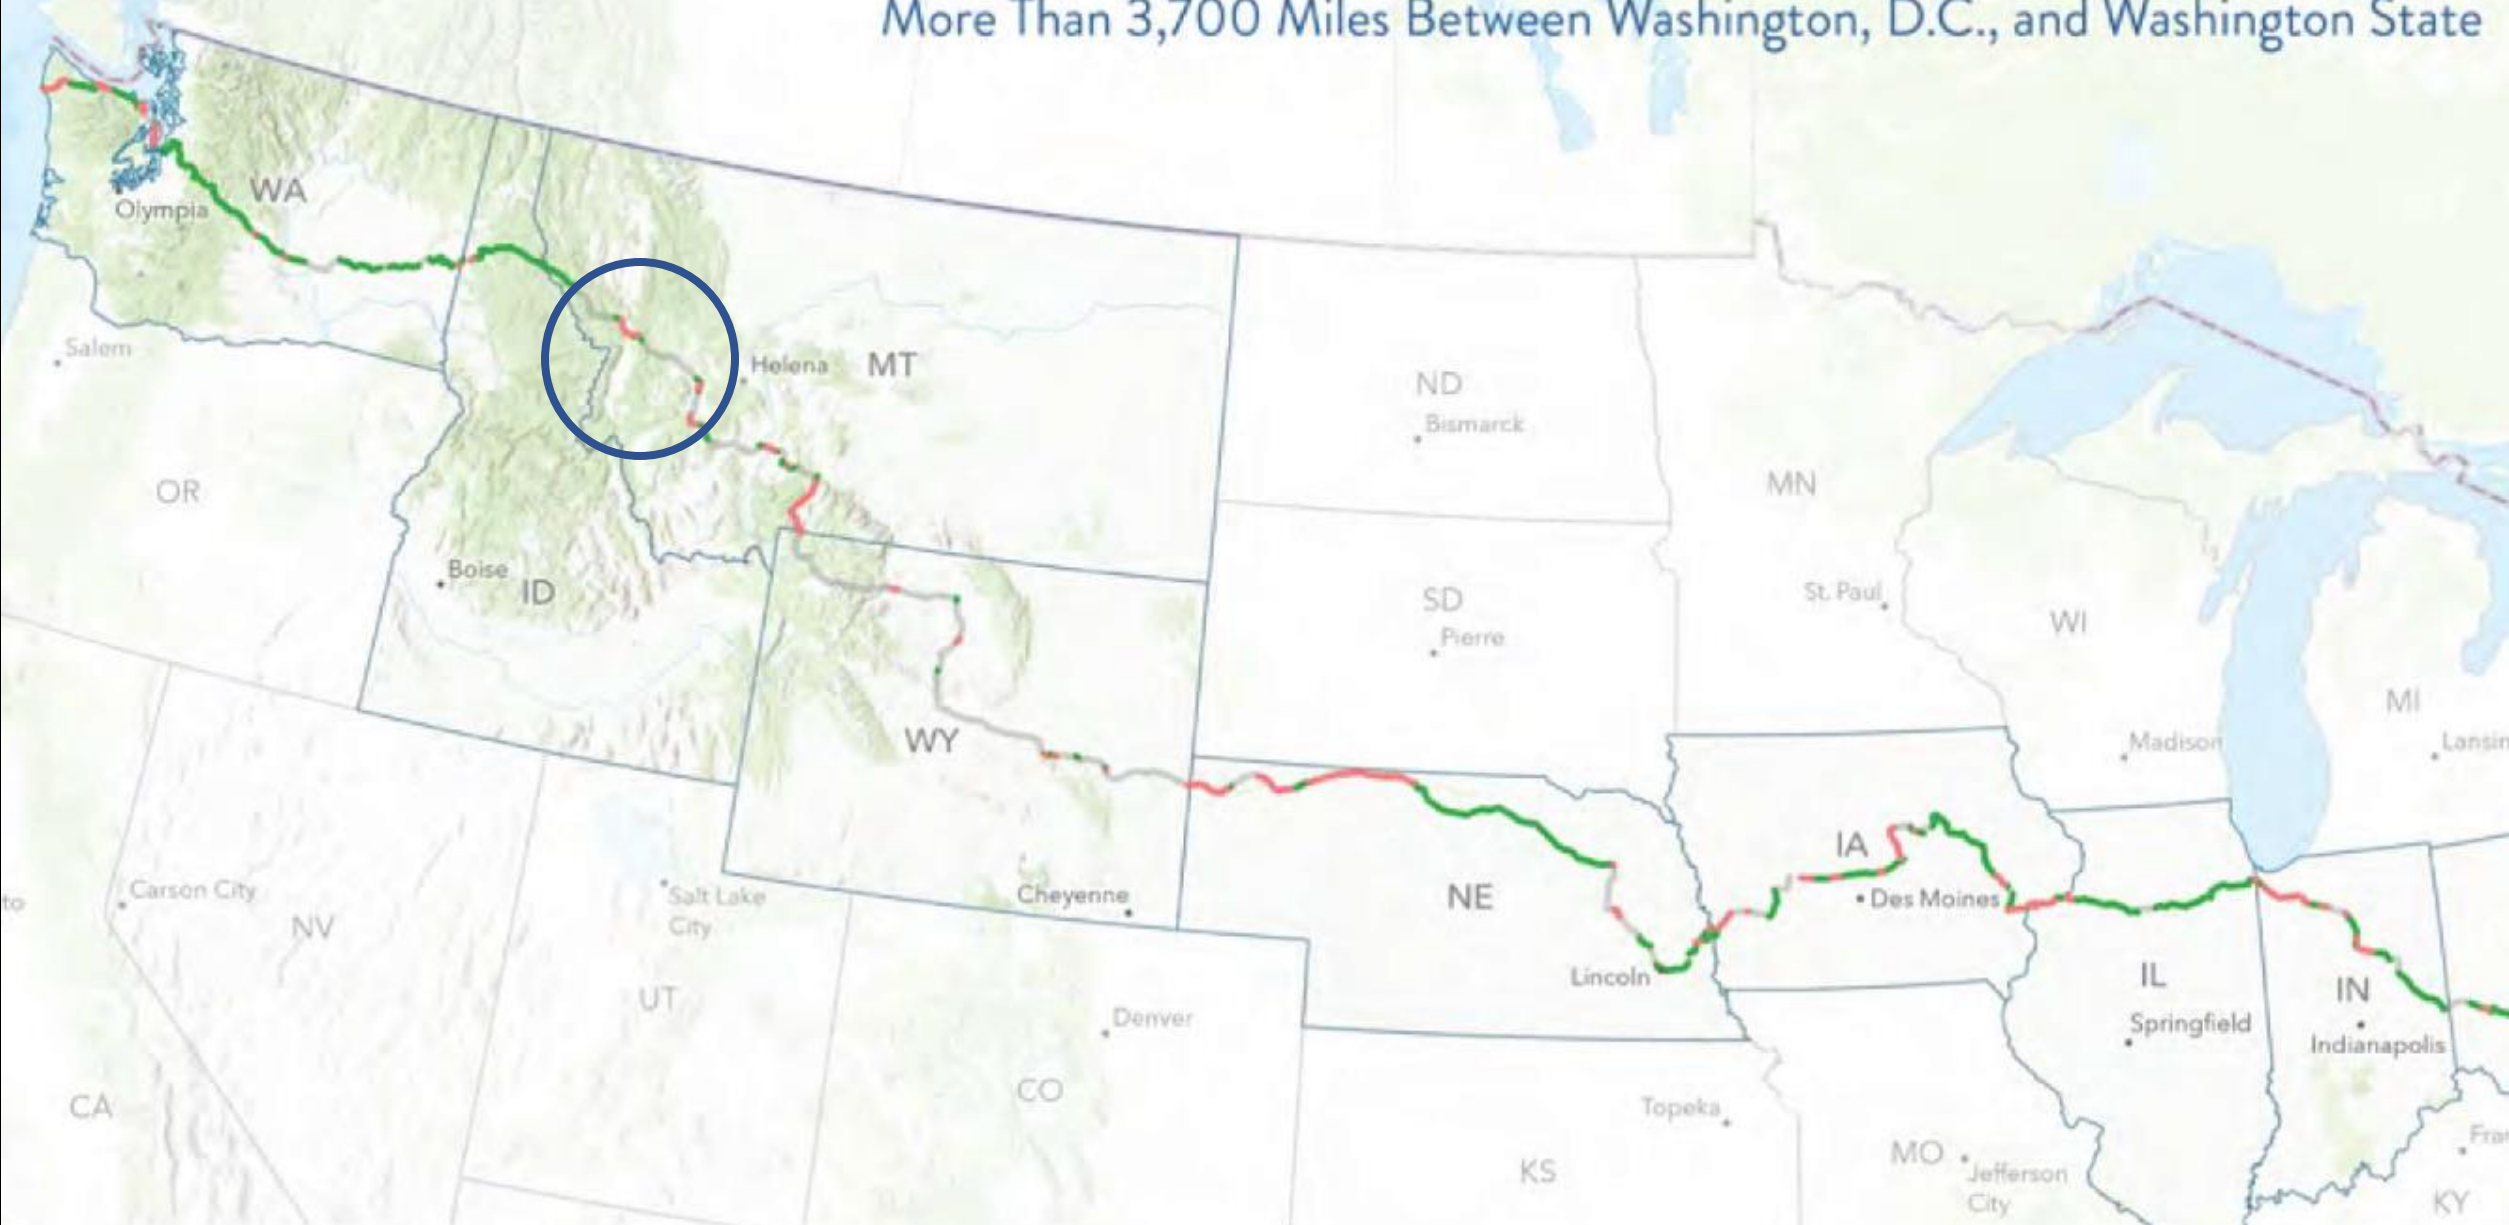 More Than 3,700 Miles Between Washington, D.C., and Washington State
WA
Olympia
Salem
Helena
MT
ND
Bismarck
MN
OR
Boise
ID
SD
Pierre
St. Paul
WI
MI
WY
Madison
Lansin
IA
Carson City
Salt Lake
City
Cheyenne
NE
Des Moines
to
NV
Lincoln
IL
IN
UT
Denver
Springfield
Indianapolis
CO
CA
Topeka
KS
MO
Jefferson
City
Fra
KY